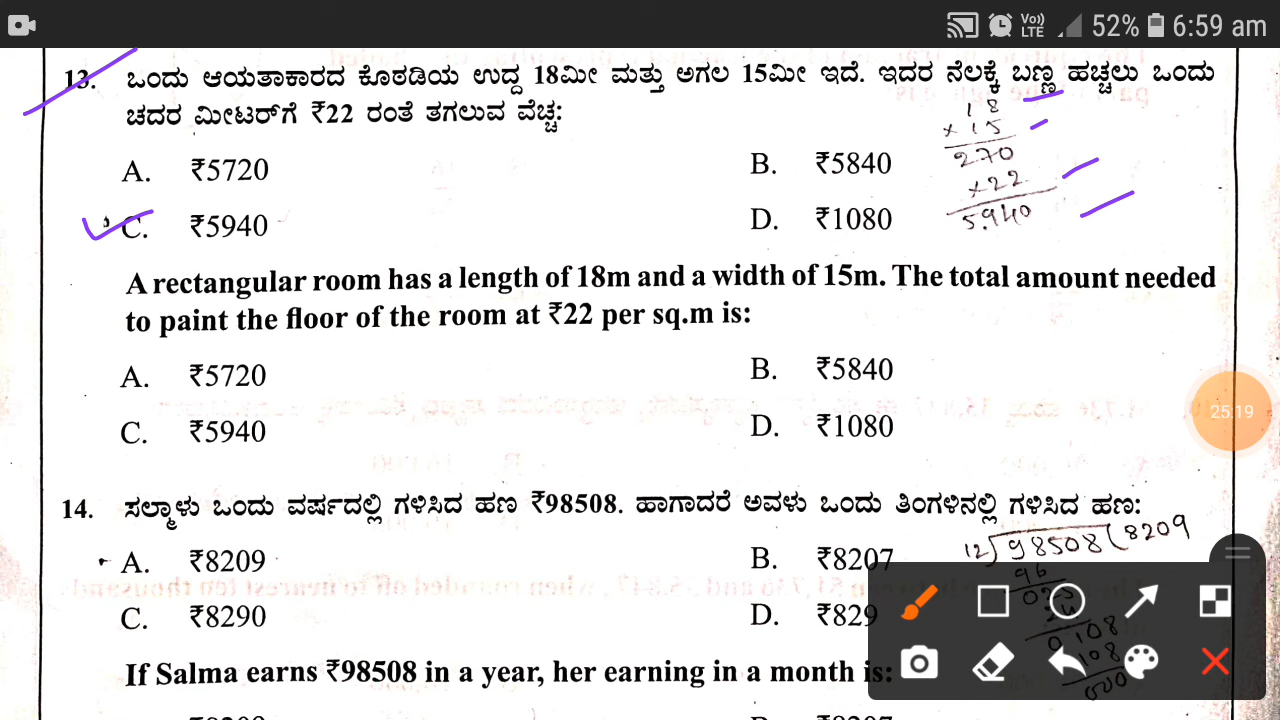 Vo))
LTE
52%
6:59 am
13. ಒಂದು ಆಯತಾಕಾರದ ಕೊಠಡಿಯ ಉದ್ದ 18ಮೀ ಮತ್ತು ಅಗಲ 15ಮೀ ಇದೆ. ಇದರ ನೆಲಕ್ಕೆ ಬಣ್ಣ ಹಚ್ಚಲು ಒಂದು
ಚದರ ಮೀಟರ್‌ಗೆ ₹22 ರಂತೆ ತಗಲುವ ವೆಚ್ಚ:
18
×15
270
×22
5940
A. ₹5720
B. ₹5840
C. ₹5940
D. ₹1080
A rectangular room has a length of 18m and a width of 15m. The total amount needed
to paint the floor of the room at ₹22 per sq.m is:
A. ₹5720
B. ₹5840
C. ₹5940
D. ₹1080
25:19
14. ಸಲ್ಮಾಳು ಒಂದು ವರ್ಷದಲ್ಲಿ ಗಳಿಸಿದ ಹಣ ₹98508. ಹಾಗಾದರೆ ಅವಳು ಒಂದು ತಿಂಗಳಿನಲ್ಲಿ ಗಳಿಸಿದ ಹಣ:
12)98508(8209
96
108
108
A. ₹8209
B. ₹8207
C. ₹8290
D. ₹829
If Salma earns ₹98508 in a year, her earning in a month is: